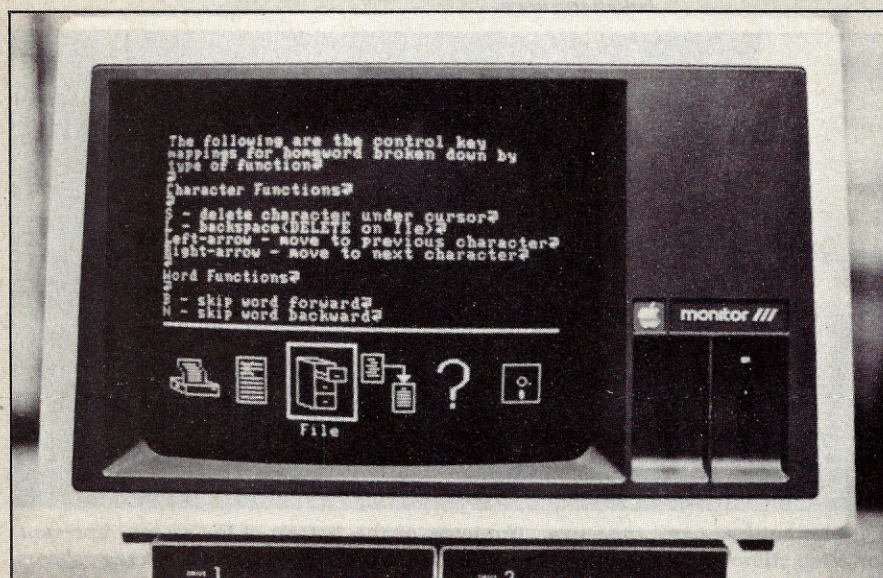 The following are the control key
mappings for homeword broken down by
type of function
Character Functions
- delete character under cursor
- backspace(DELETE on IIe)
Left-arrow - move to previous character
Right-arrow - move to next character
Word Functions
- skip word forward
N - skip word backward
File
?
monitor ///
1
2